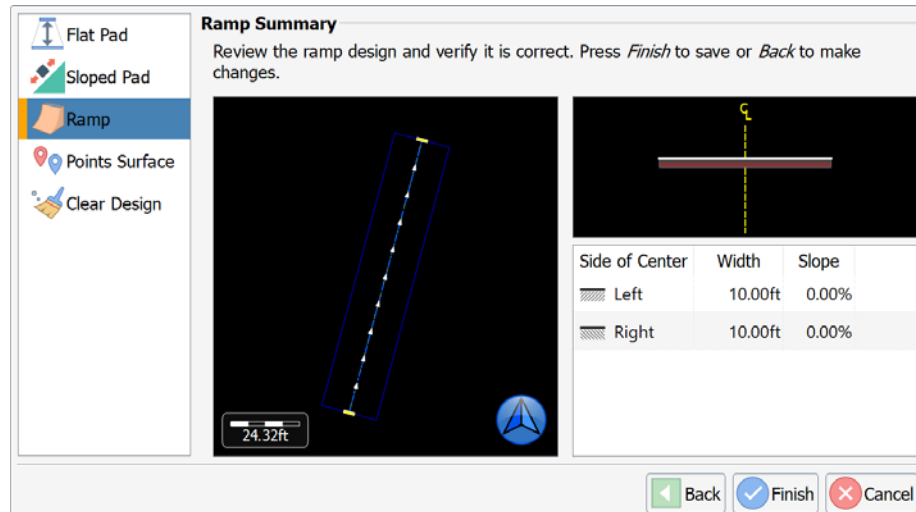 Flat Pad
Sloped Pad
Ramp
Points Surface
Clear Design
Ramp Summary
Review the ramp design and verify it is correct. Press Finish to save or Back to make
changes.
24.32ft
℄
Side of Center Width Slope
Left 10.00ft 0.00%
Right 10.00ft 0.00%
Back Finish Cancel